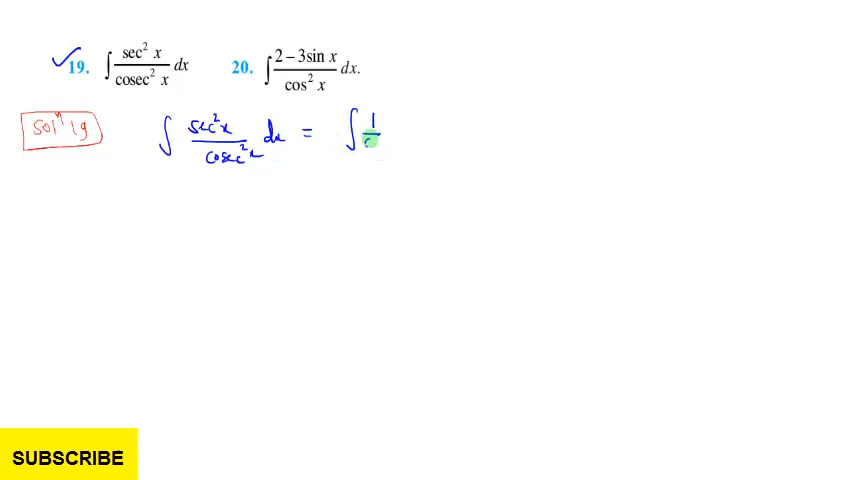 19. ∫ sec² x / cosec² x dx 20. ∫ 2 – 3sin x / cos² x dx.
Solⁿ 19 ∫ sec²x / cosec²x dx = ∫ 1
SUBSCRIBE